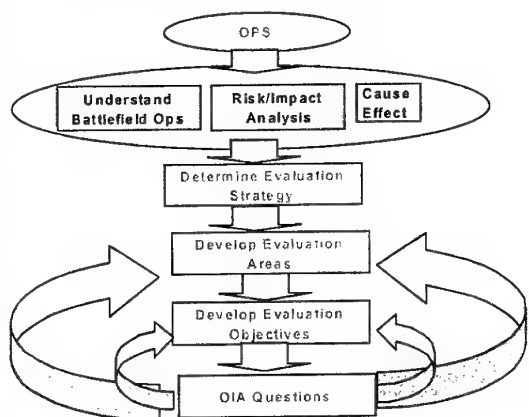 OPS
Understand
Battlefield Ops
Risk/Impact
Analysis
Cause
Effect
Determine Evaluation
Strategy
Develop Evaluation
Areas
Develop Evaluation
Objectives
OIA Questions